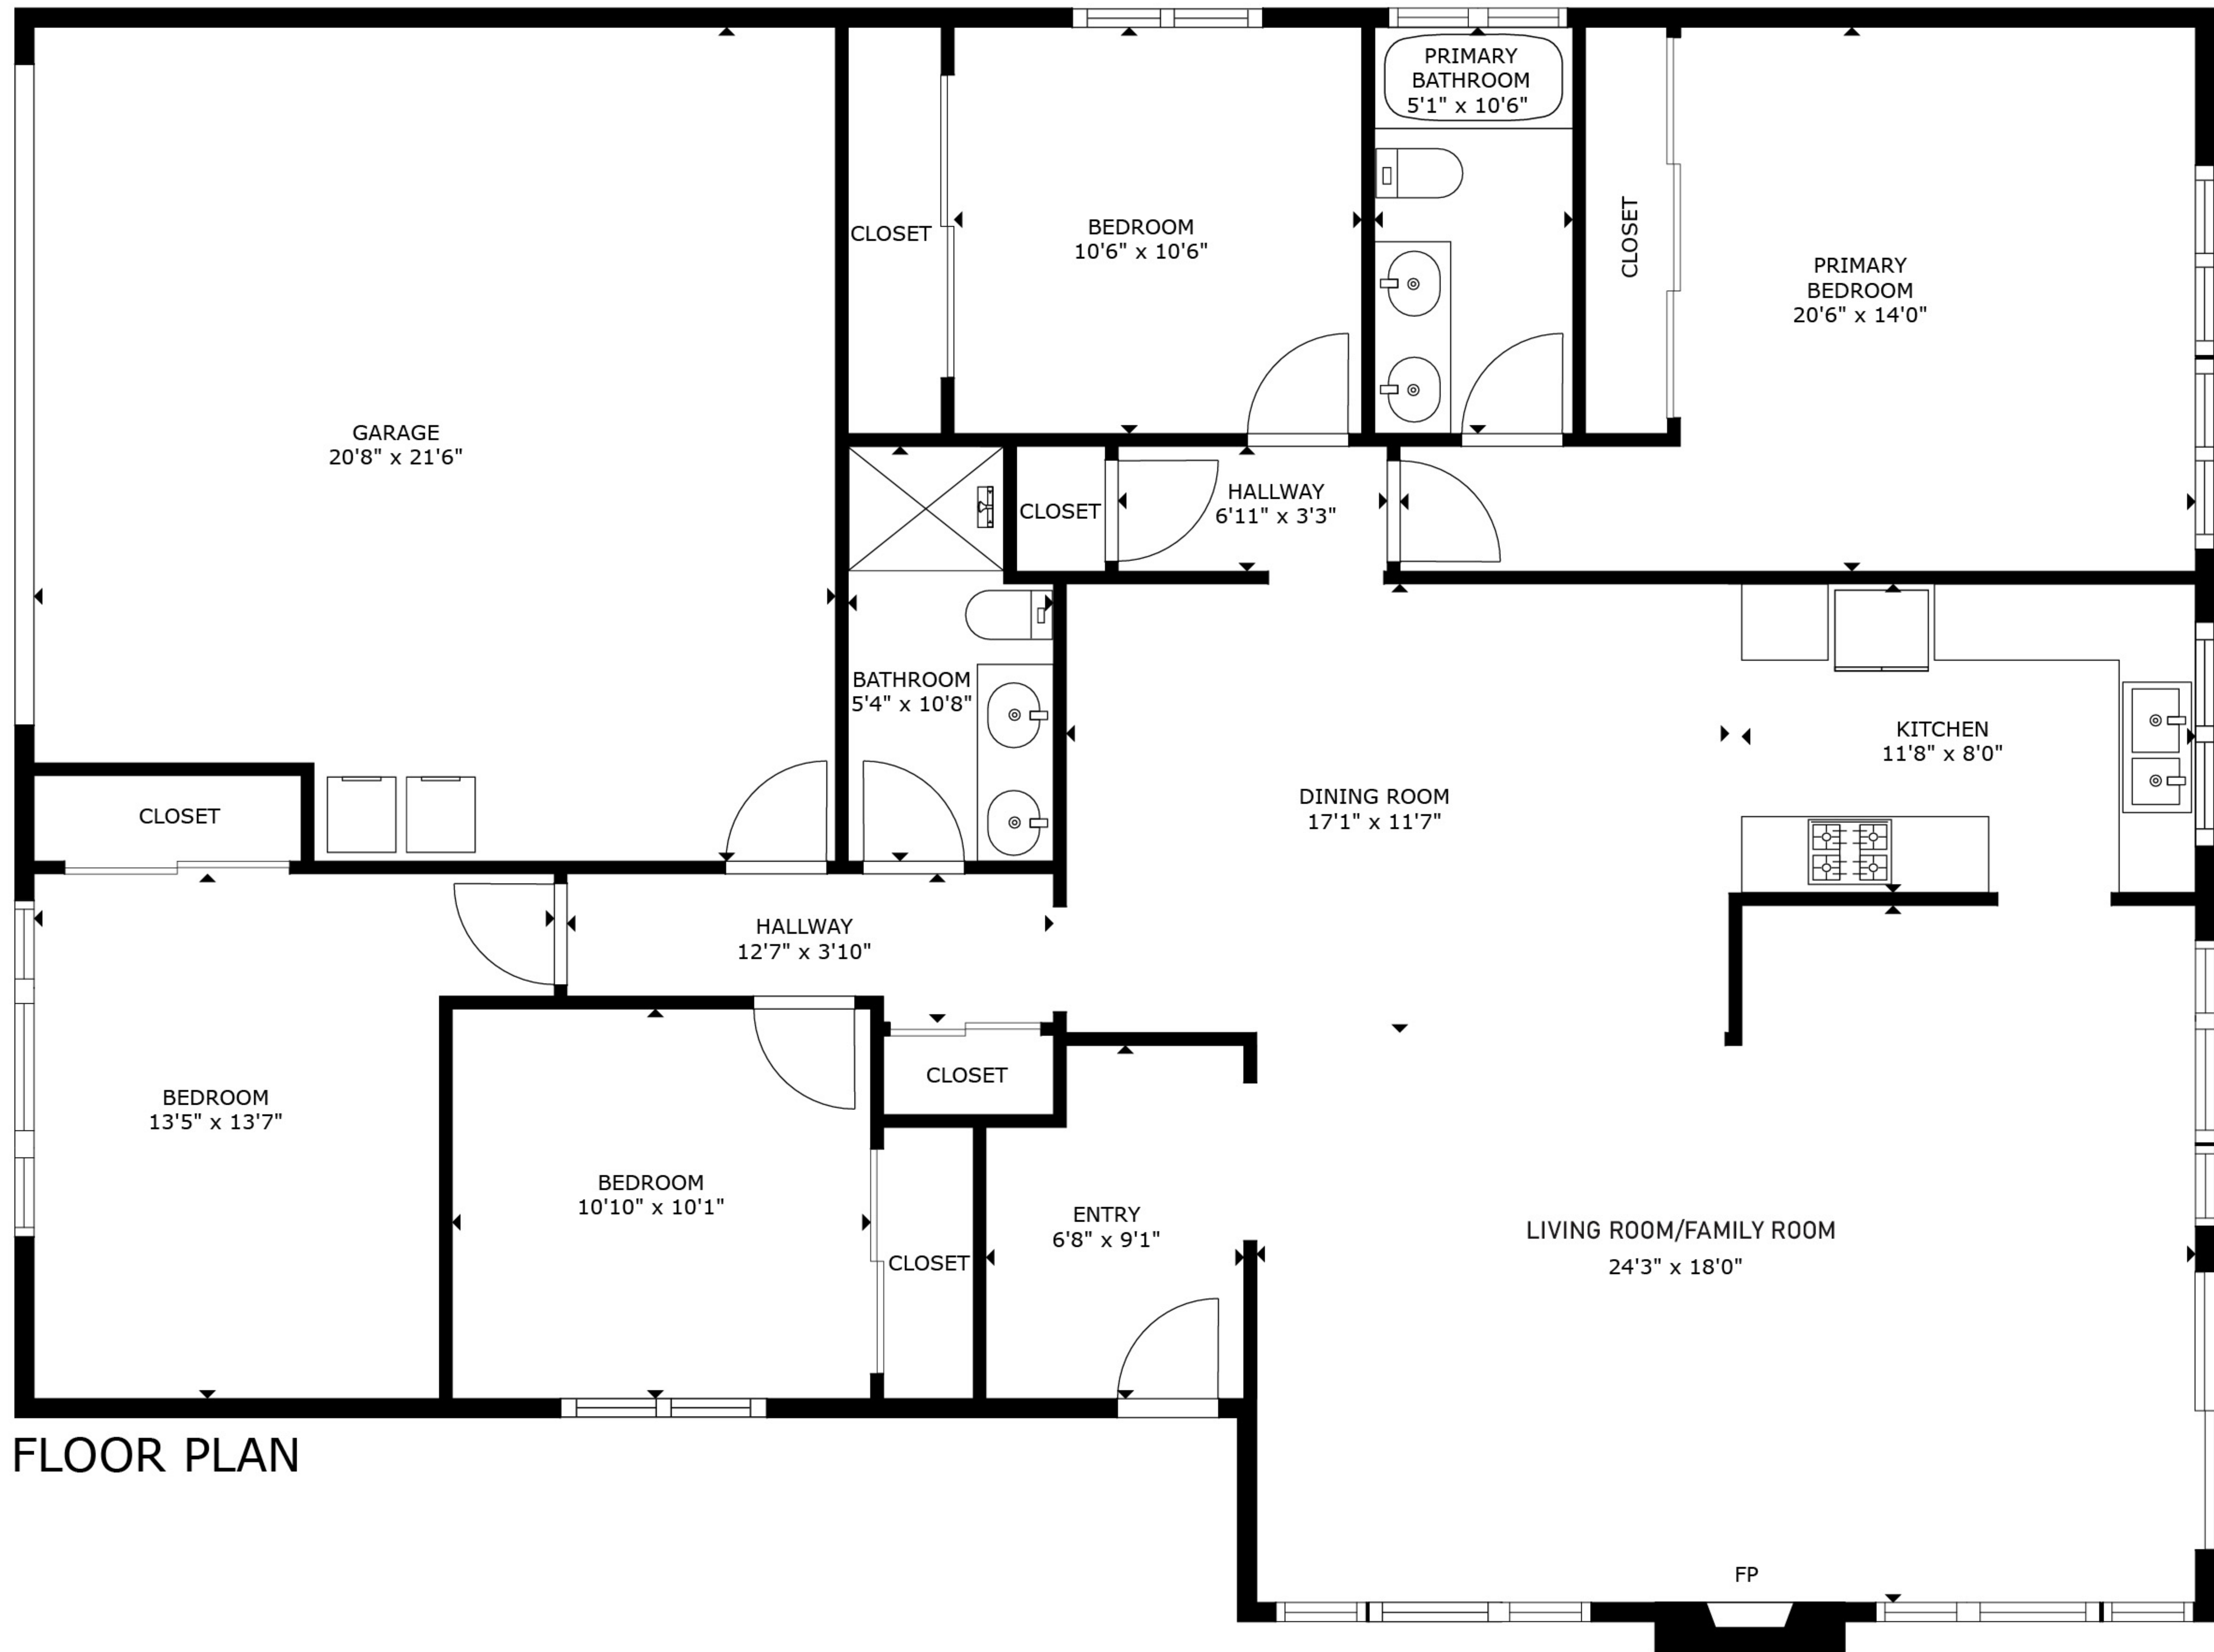 PRIMARY
BATHROOM
5'1" x 10'6"
CLOSET
BEDROOM
10'6" x 10'6"
CLOSET
PRIMARY
BEDROOM
20'6" x 14'0"
GARAGE
20'8" x 21'6"
CLOSET
HALLWAY
6'11" x 3'3"
BATHROOM
5'4" x 10'8"
KITCHEN
11'8" x 8'0"
DINING ROOM
17'1" x 11'7"
CLOSET
HALLWAY
12'7" x 3'10"
CLOSET
BEDROOM
13'5" x 13'7"
BEDROOM
10'10" x 10'1"
CLOSET
ENTRY
6'8" x 9'1"
LIVING ROOM/FAMILY ROOM
24'3" x 18'0"
FLOOR PLAN
FP